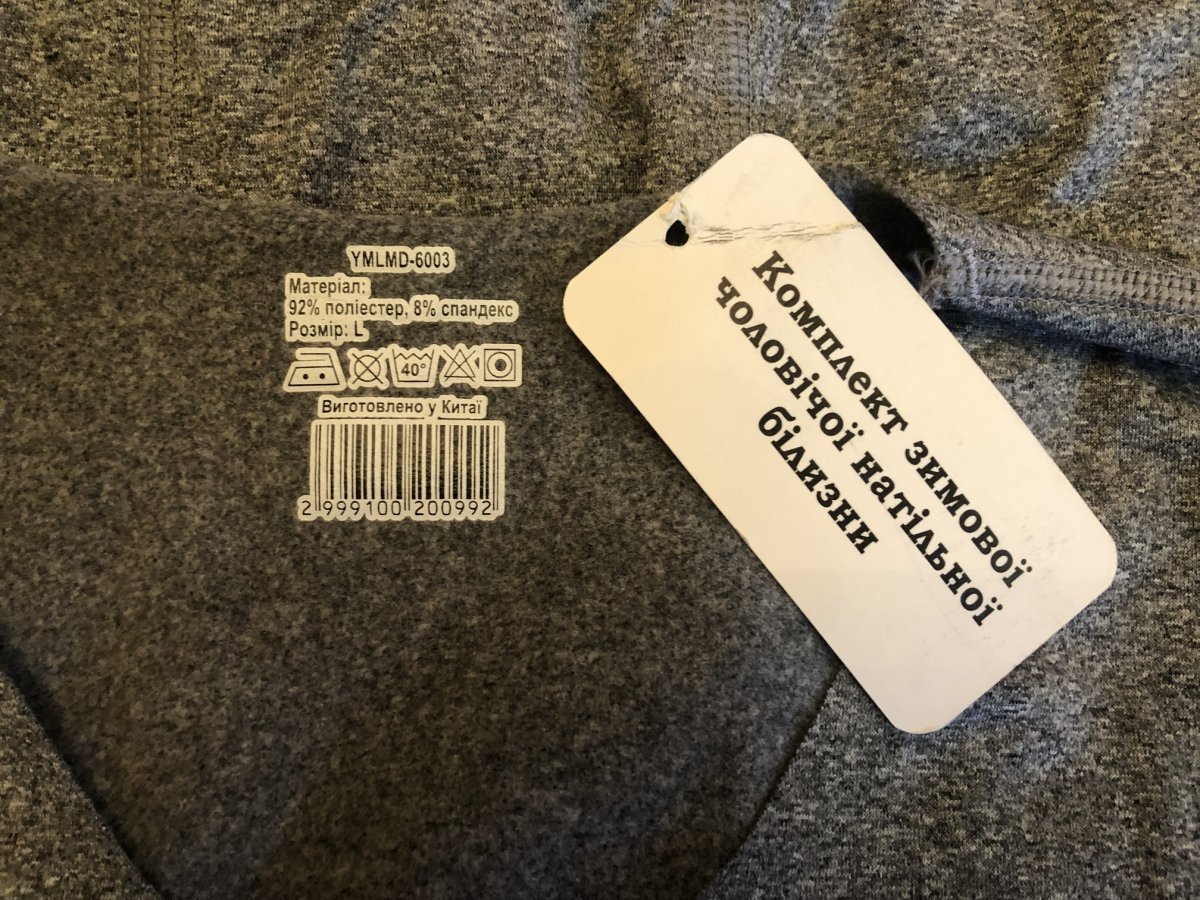 YMLMD-6003
Матеріал:
92% поліестер, 8% спандекс
Розмір: L
40°
Виготовлено у Китаї
2 999100 200992
Комплект зимової
чоловічої натільної
білизни